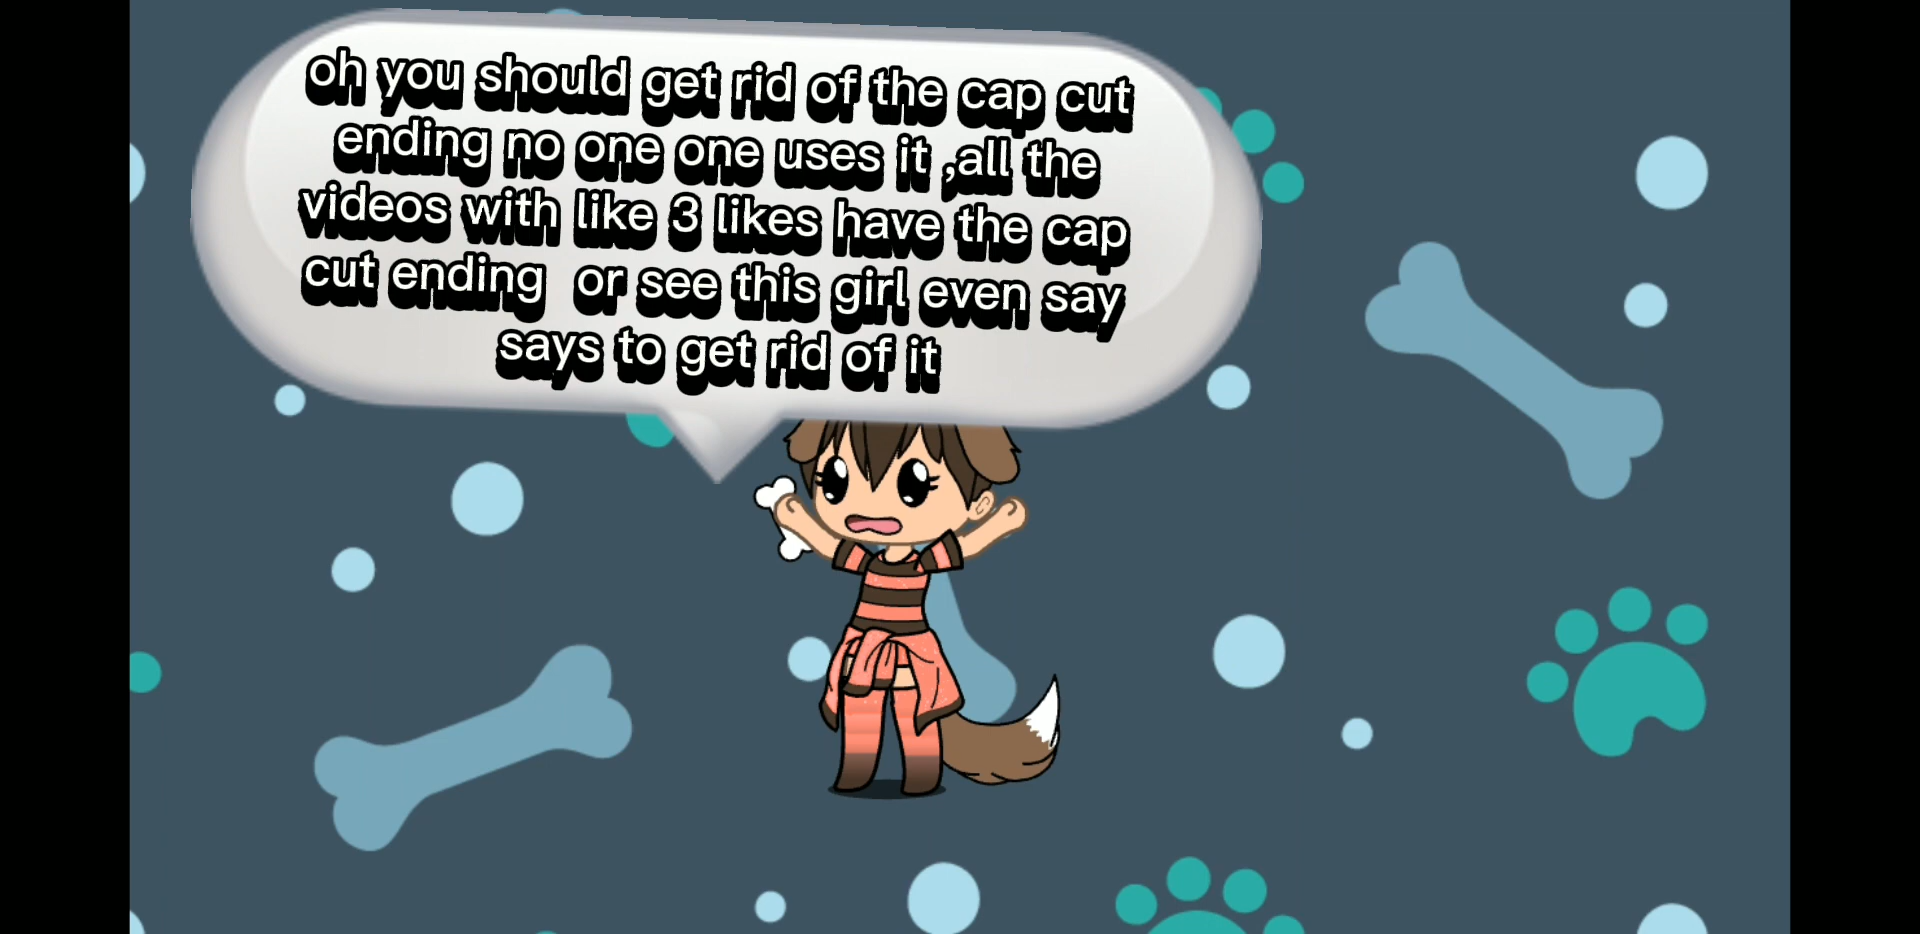 oh you should get rid of the cap cut
ending no one one uses it ,all the
videos with like 3 likes have the cap
cut ending or see this girl even say
says to get rid of it